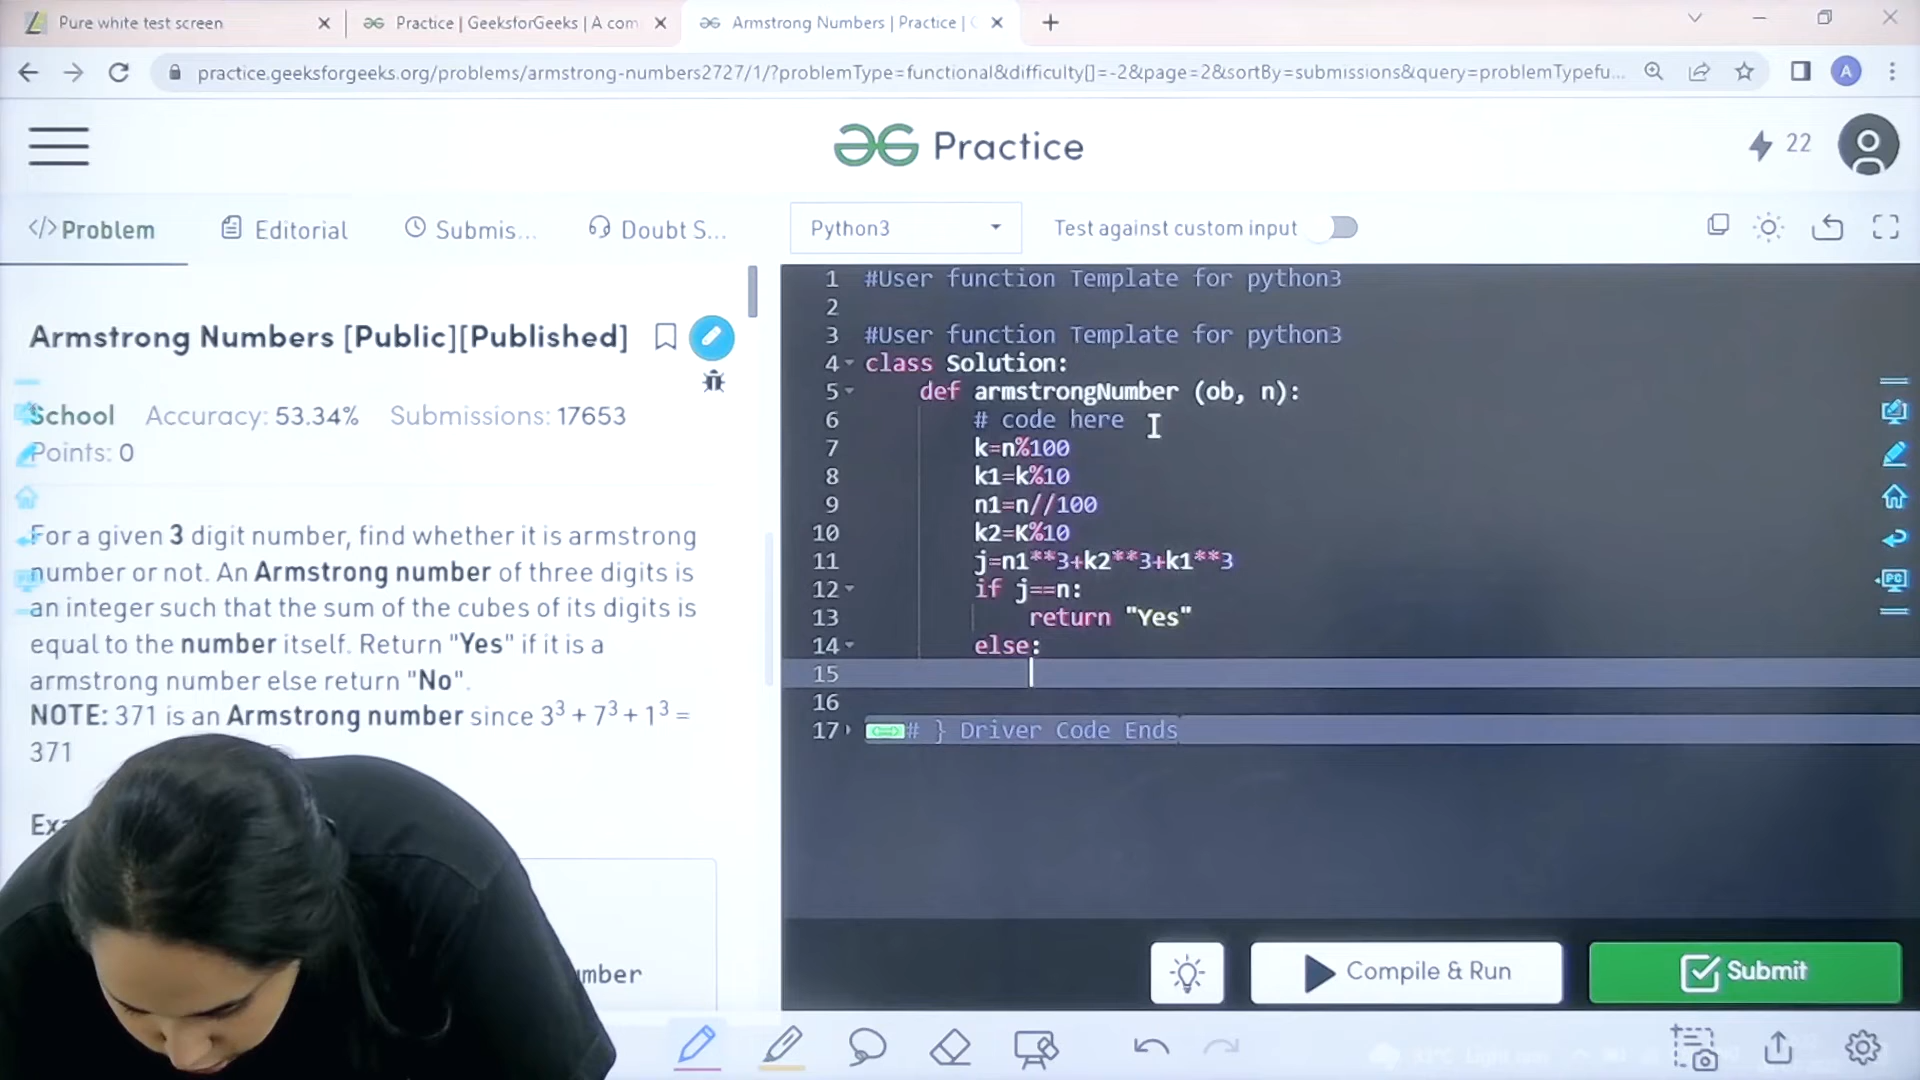 Pure white test screen
Practice | GeeksforGeeks | A com
Armstrong Numbers | Practice |
practice.geeksforgeeks.org/problems/armstrong-numbers2727/1/?problemType=functional&difficulty[]=-2&page=2&sortBy=submissions&query=problemTypefu...
A
Practice
22
</>Problem
Editorial
Submis...
Doubt S...
Python3
Test against custom input
Armstrong Numbers [Public][Published]
School Accuracy: 53.34% Submissions: 17653
Points: 0
For a given 3 digit number, find whether it is armstrong
number or not. An Armstrong number of three digits is
an integer such that the sum of the cubes of its digits is
equal to the number itself. Return "Yes" if it is a
armstrong number else return "No".
NOTE: 371 is an Armstrong number since 3³ + 7³ + 1³ =
371
mber
1 #User function Template for python3
2
3 #User function Template for python3
4 class Solution:
5 def armstrongNumber (ob, n):
6 # code here
7 k=n%100
8 k1=k%10
9 n1=n//100
10 k2=K%10
11 j=n1**3+k2**3+k1**3
12 if j==n:
13 return "Yes"
14 else:
15
16
17 # } Driver Code Ends
PC
Compile & Run
Submit